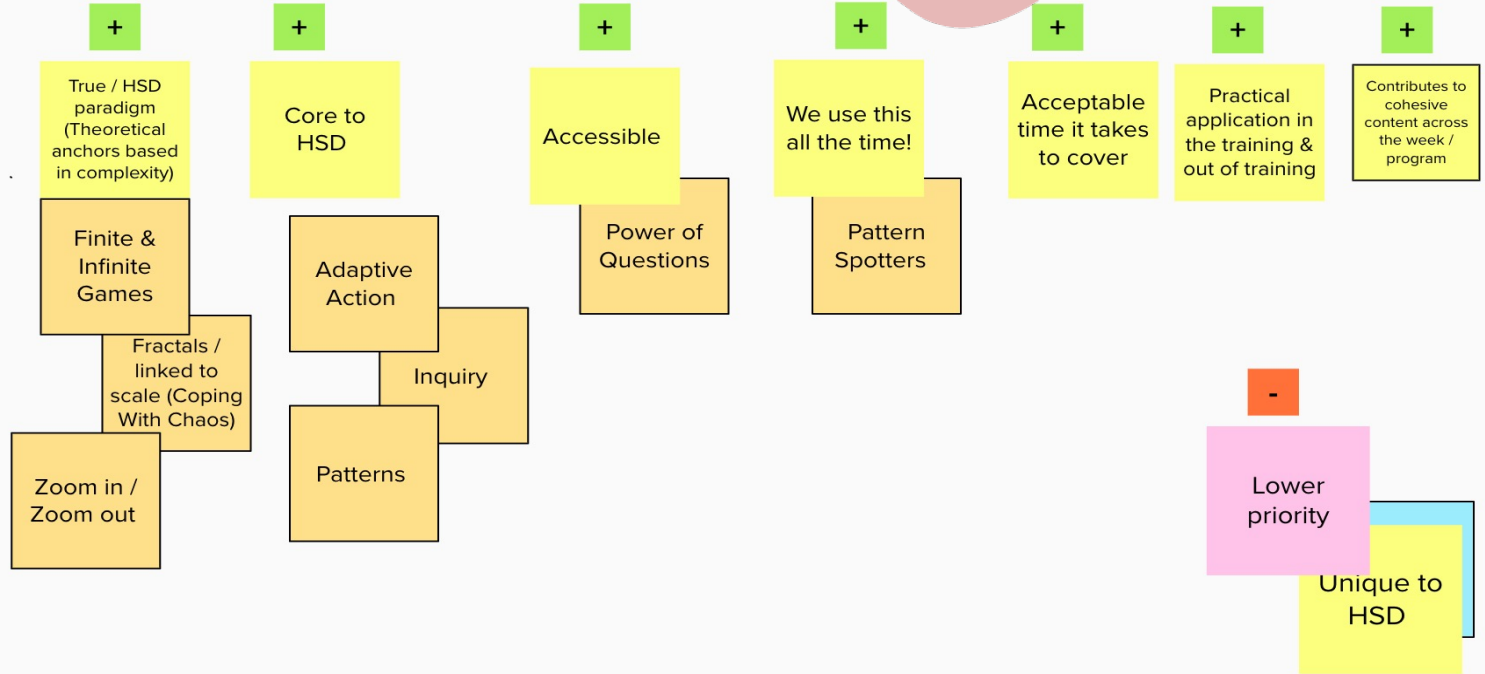 +
+
+
+
+
+
+
True / HSD
paradigm
(Theoretical
anchors based
in complexity)
Core to
HSD
Accessible
We use this
all the time!
Acceptable
time it takes
to cover
Practical
application in
the training &
out of training
Contributes to
cohesive
content across
the week /
program
Finite &
Infinite
Games
Fractals /
linked to
scale (Coping
With Chaos)
Zoom in /
Zoom out
Adaptive
Action
Inquiry
Patterns
Power of
Questions
Pattern
Spotters
-
Lower
priority
Unique to
HSD